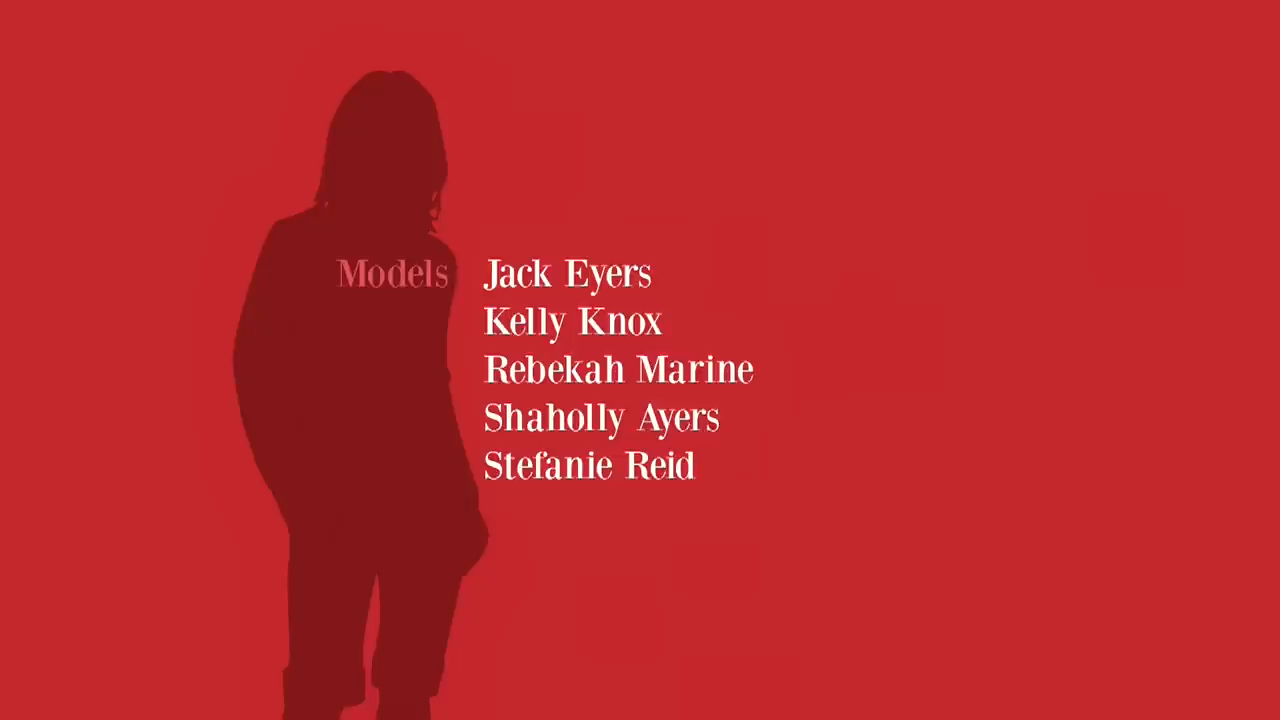 Models Jack Eyers
Kelly Knox
Rebekah Marine
Shaholly Ayers
Stefanie Reid